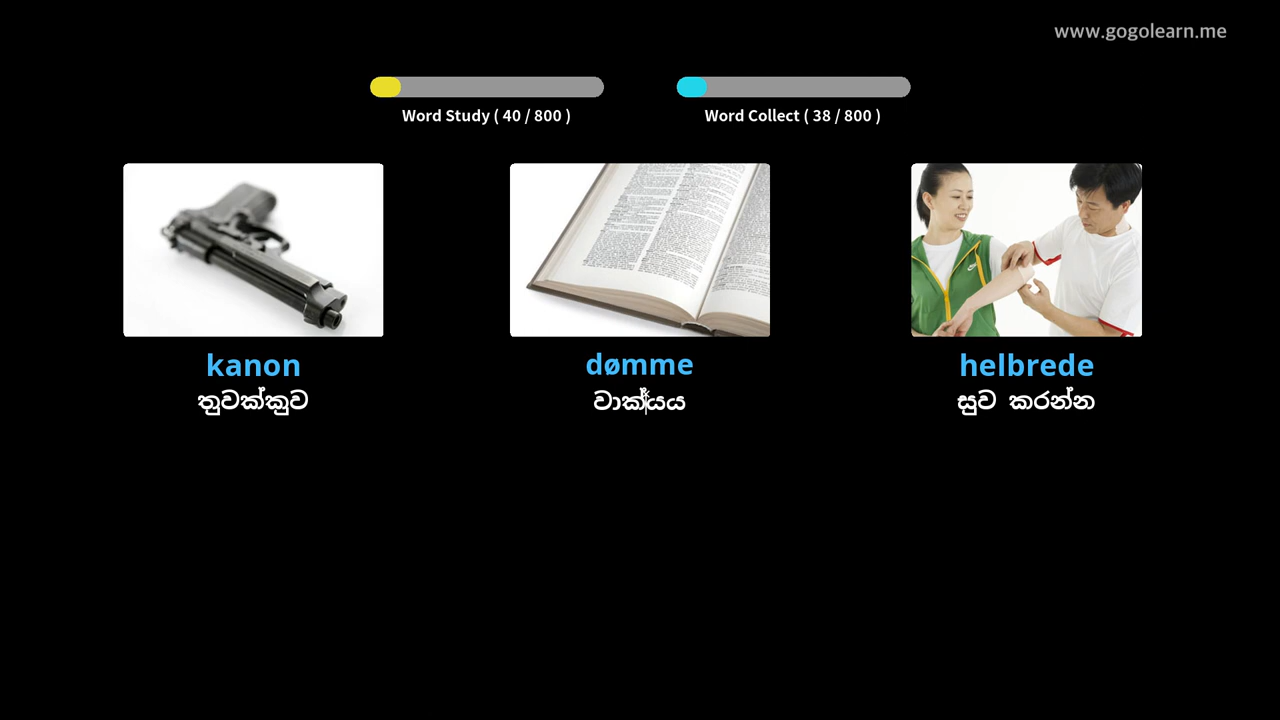 www.gogolearn.me
Word Study ( 40 / 800 )
Word Collect ( 38 / 800 )
kanon
තුවක්කුව
dømme
වාක්යය
helbrede
සුව කරන්න